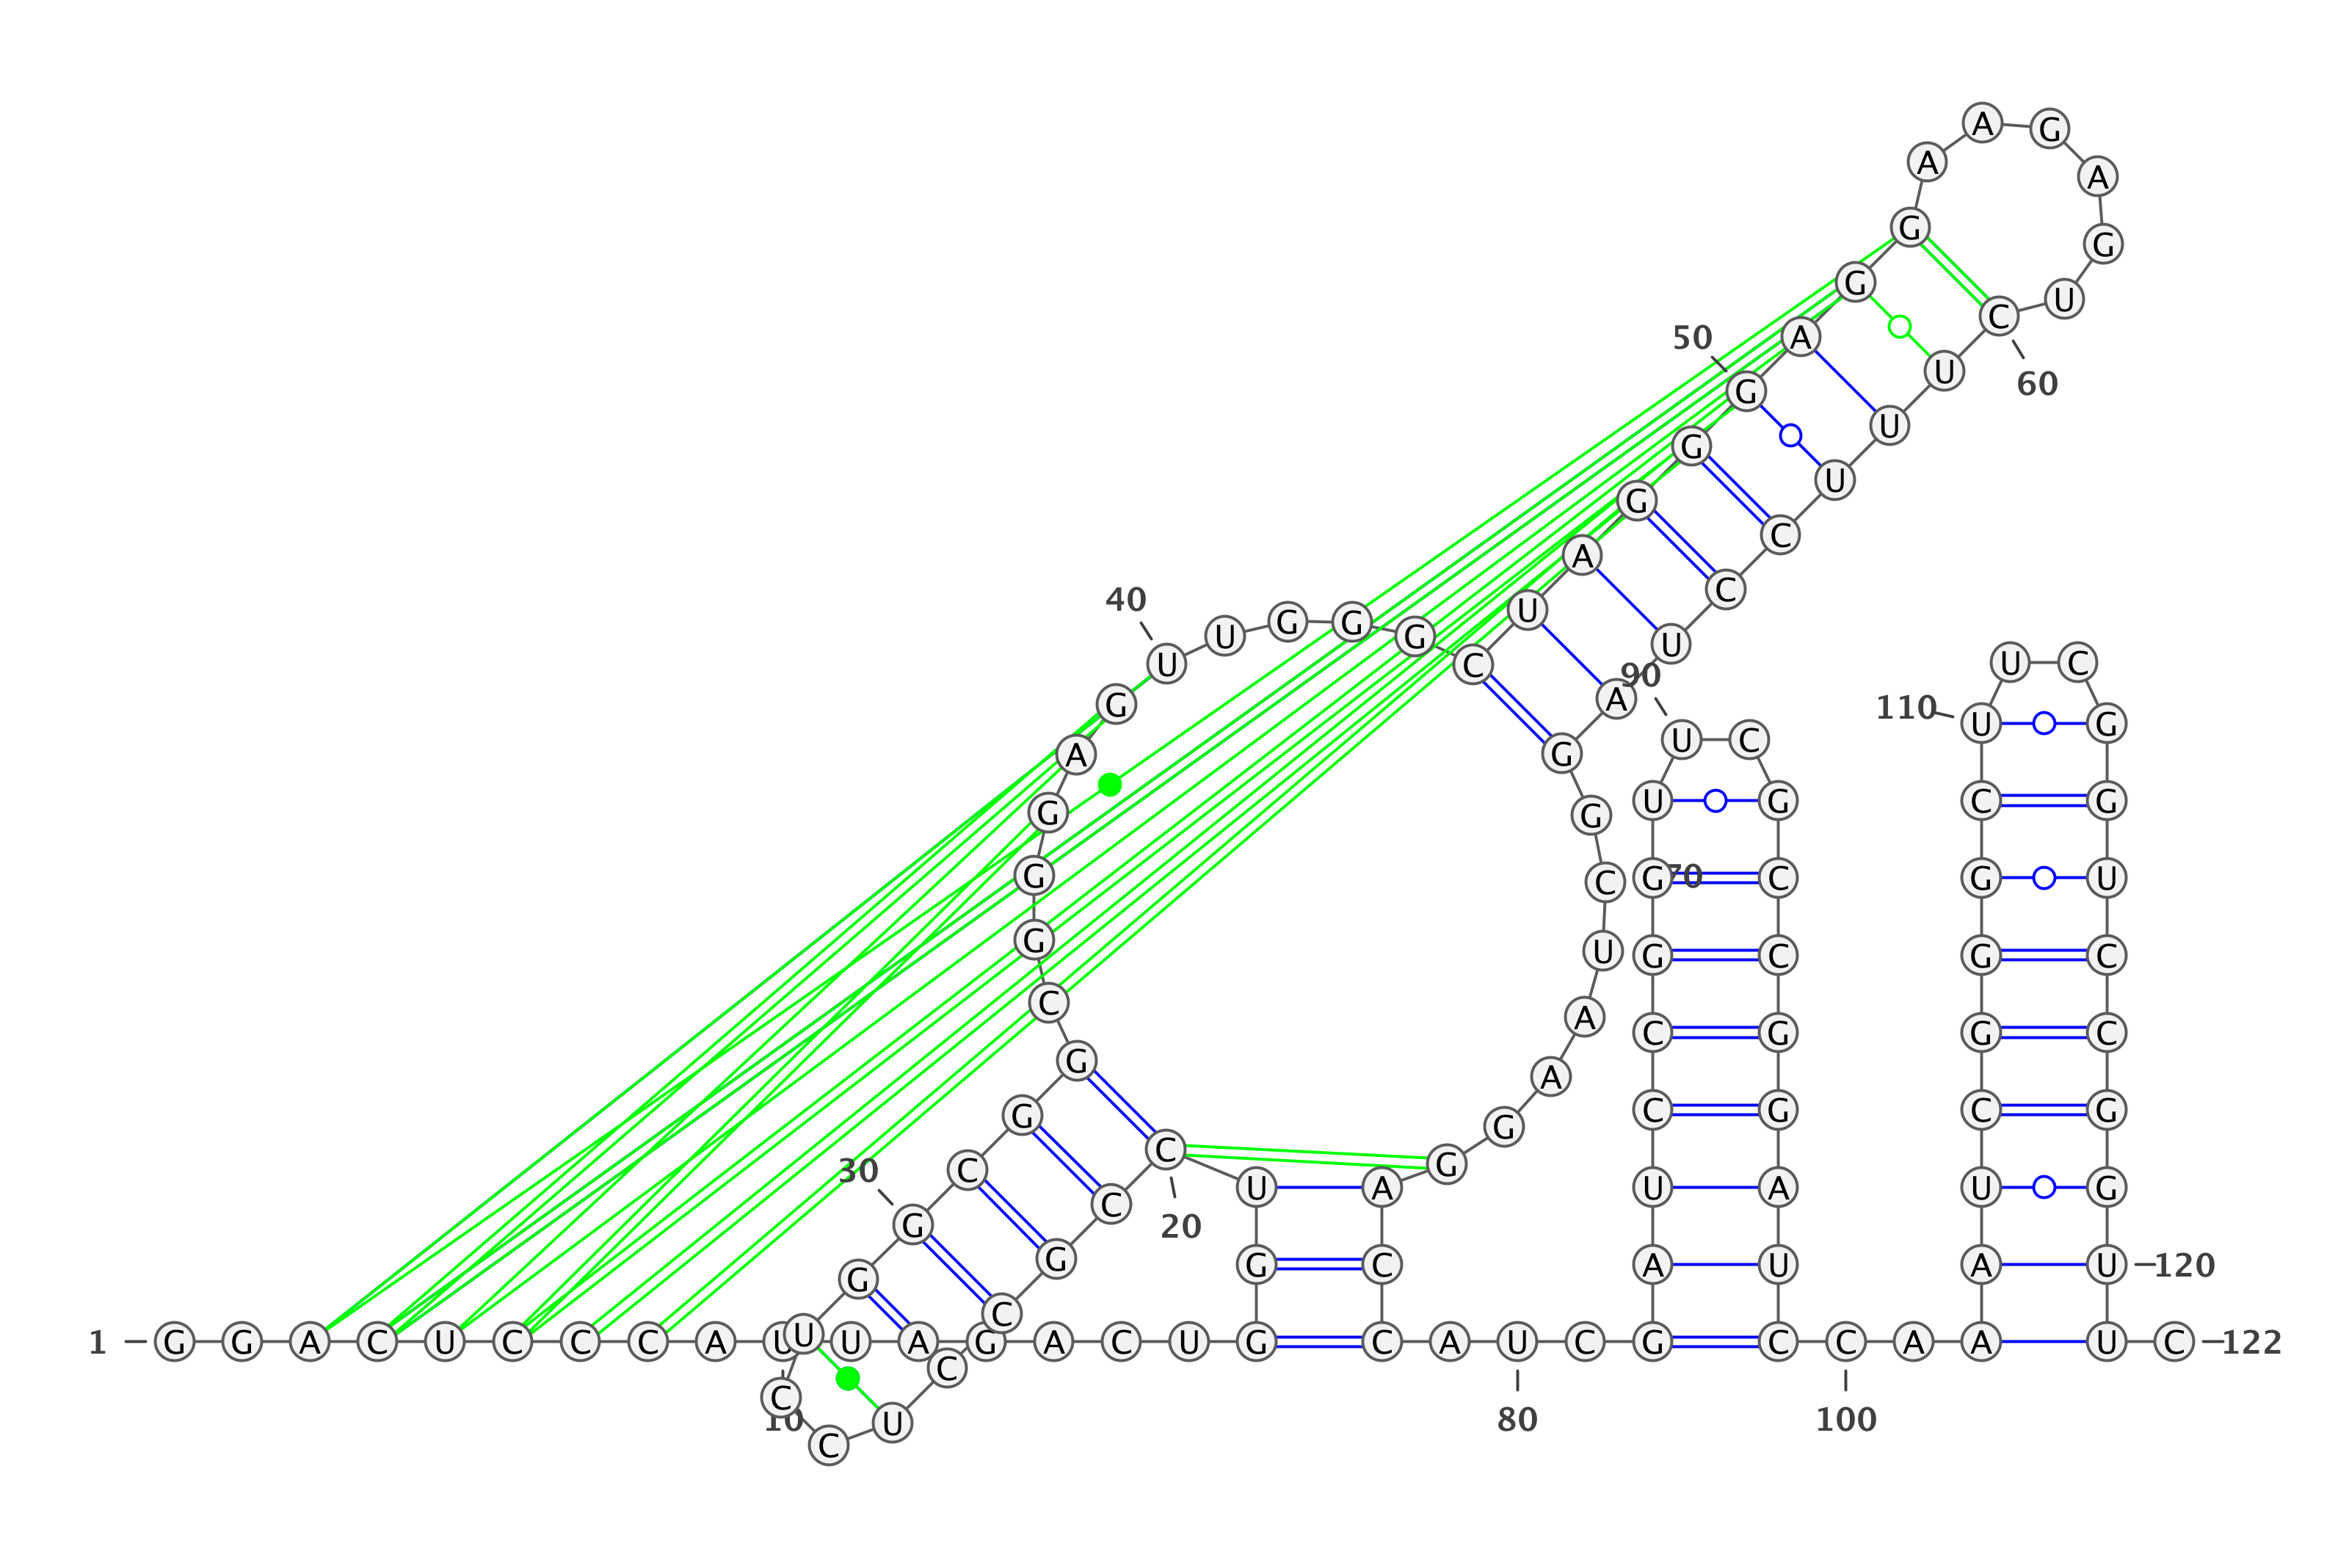 A G
A A
G G
G U
C
50 A
U
60
G
U
G
U
G
C
A
C
40 U
U G G G U
U C U C
90 A
G 110 U G
U C
A G
U G C G
G G
G C G 70 C G U
G U G C G C
C A
C G G C
G A
G G C G C G
C
30 C G
U A U A U G
C
G 20
G G C A U A U 120
G
C
1 G G A C U C C C A U U U A G A C U G C A U C G C C A A A U C 122
C
C
10 U 80 100
C